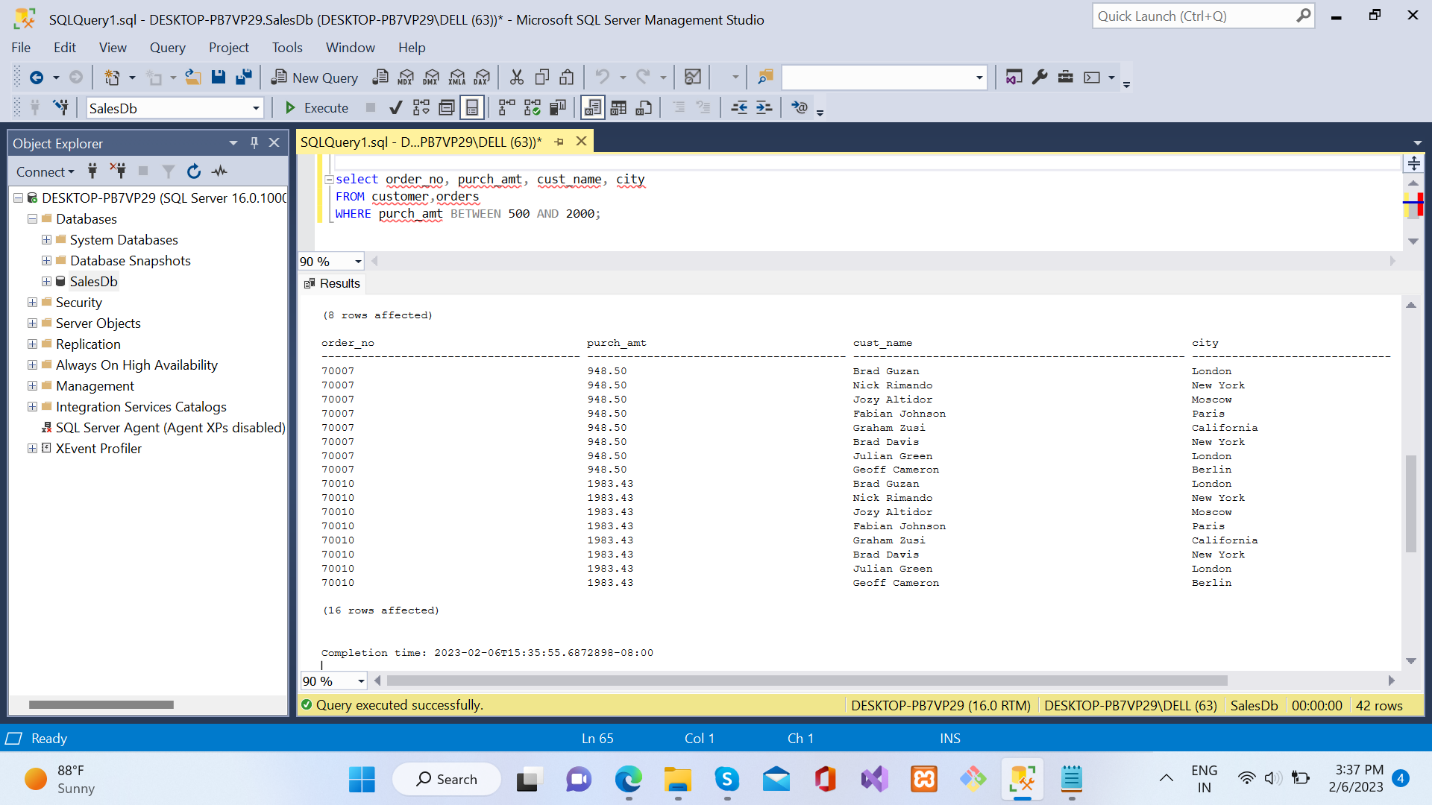 SQLQuery1.sql - DESKTOP-PB7VP29.SalesDb (DESKTOP-PB7VP29\DELL (63))* - Microsoft SQL Server Management Studio
Quick Launch (Ctrl+Q)
File Edit View Query Project Tools Window Help
New Query MDX DMX XMLA DAX
SalesDb Execute
Object Explorer
SQLQuery1.sql - D...PB7VP29\DELL (63))*
Connect
DESKTOP-PB7VP29 (SQL Server 16.0.1000
Databases
System Databases
Database Snapshots
SalesDb
Security
Server Objects
Replication
Always On High Availability
Management
Integration Services Catalogs
SQL Server Agent (Agent XPs disabled)
XEvent Profiler
select order_no, purch_amt, cust_name, city
FROM customer,orders
WHERE purch_amt BETWEEN 500 AND 2000;
90 %
Results
(8 rows affected)
order_no purch_amt cust_name city
70007 948.50 Brad Guzan London
70007 948.50 Nick Rimando New York
70007 948.50 Jozy Altidor Moscow
70007 948.50 Fabian Johnson Paris
70007 948.50 Graham Zusi California
70007 948.50 Brad Davis New York
70007 948.50 Julian Green London
70007 948.50 Geoff Cameron Berlin
70010 1983.43 Brad Guzan London
70010 1983.43 Nick Rimando New York
70010 1983.43 Jozy Altidor Moscow
70010 1983.43 Fabian Johnson Paris
70010 1983.43 Graham Zusi California
70010 1983.43 Brad Davis New York
70010 1983.43 Julian Green London
70010 1983.43 Geoff Cameron Berlin
(16 rows affected)
Completion time: 2023-02-06T15:35:55.6872898-08:00
90 %
Query executed successfully. DESKTOP-PB7VP29 (16.0 RTM) DESKTOP-PB7VP29\DELL (63) SalesDb 00:00:00 42 rows
Ready Ln 65 Col 1 Ch 1 INS
88°F
Sunny
Search
ENG
IN
3:37 PM
2/6/2023
4